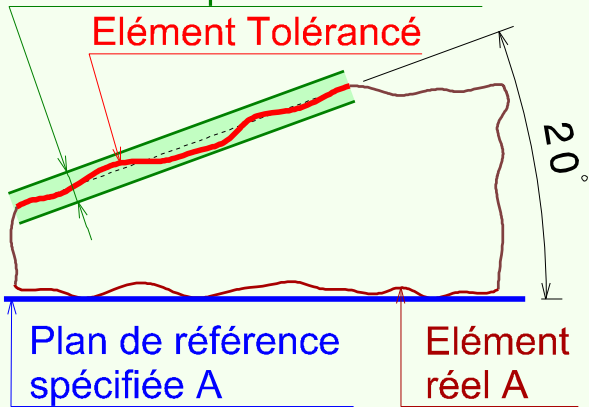 Elément Tolérancé
20°
Plan de référence
spécifiée A
Elément
réel A